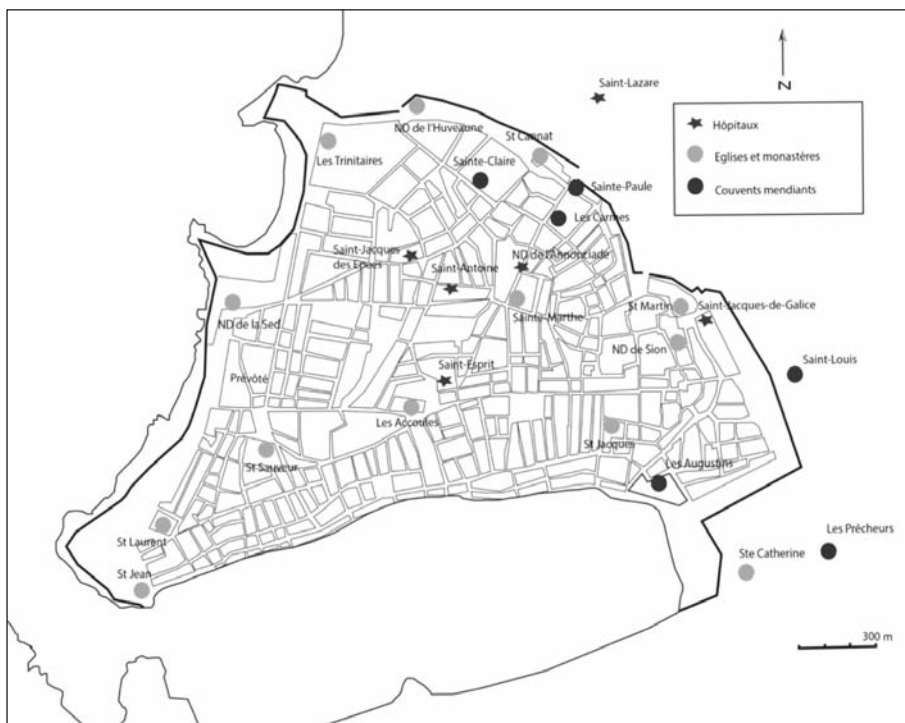 Z
Saint-Lazare
Hôpitaux
Eglises et monastères
Couvents mendiants
ND de l'Huveaune
St Cannat
Les Trinitaires
Sainte-Claire
Sainte-Paule
Les Carmes
Saint-Jacques
des Epées
ND de l'Annonciade
Saint-Antoine
ND de la Sed
Sainte-Marthe
St Martin
Saint-Jacques-de-Galice
ND de Sion
Saint-Louis
Saint-Esprit
Prévôté
Les Accoules
St Jacques
St Sauveur
Les Augustins
Les Prêcheurs
St Laurent
Ste Catherine
St Jean
300 m